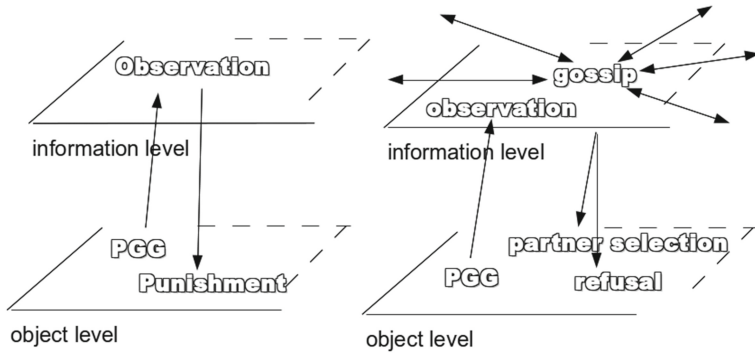 Observation
information level
PGG
Punishment
object level
gossip
observation
information level
partner selection
PGG
refusal
object level